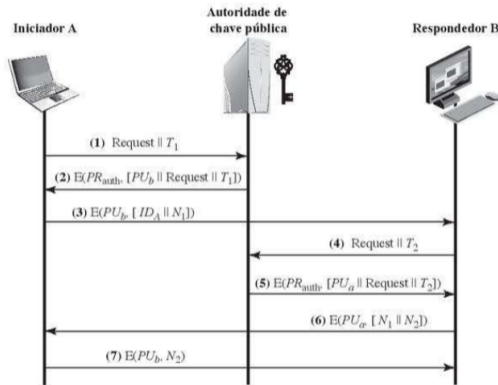 Iniciador A
Autoridade de
chave pública
Respondedor B
(1) Request || T1
(2) E(PRauth, [PUb || Request || T1])
(3) E(PUb, [IDA || N1])
(4) Request || T2
(5) E(PRauth, [PUa || Request || T2])
(6) E(PUa, [N1 || N2])
(7) E(PUb, N2)